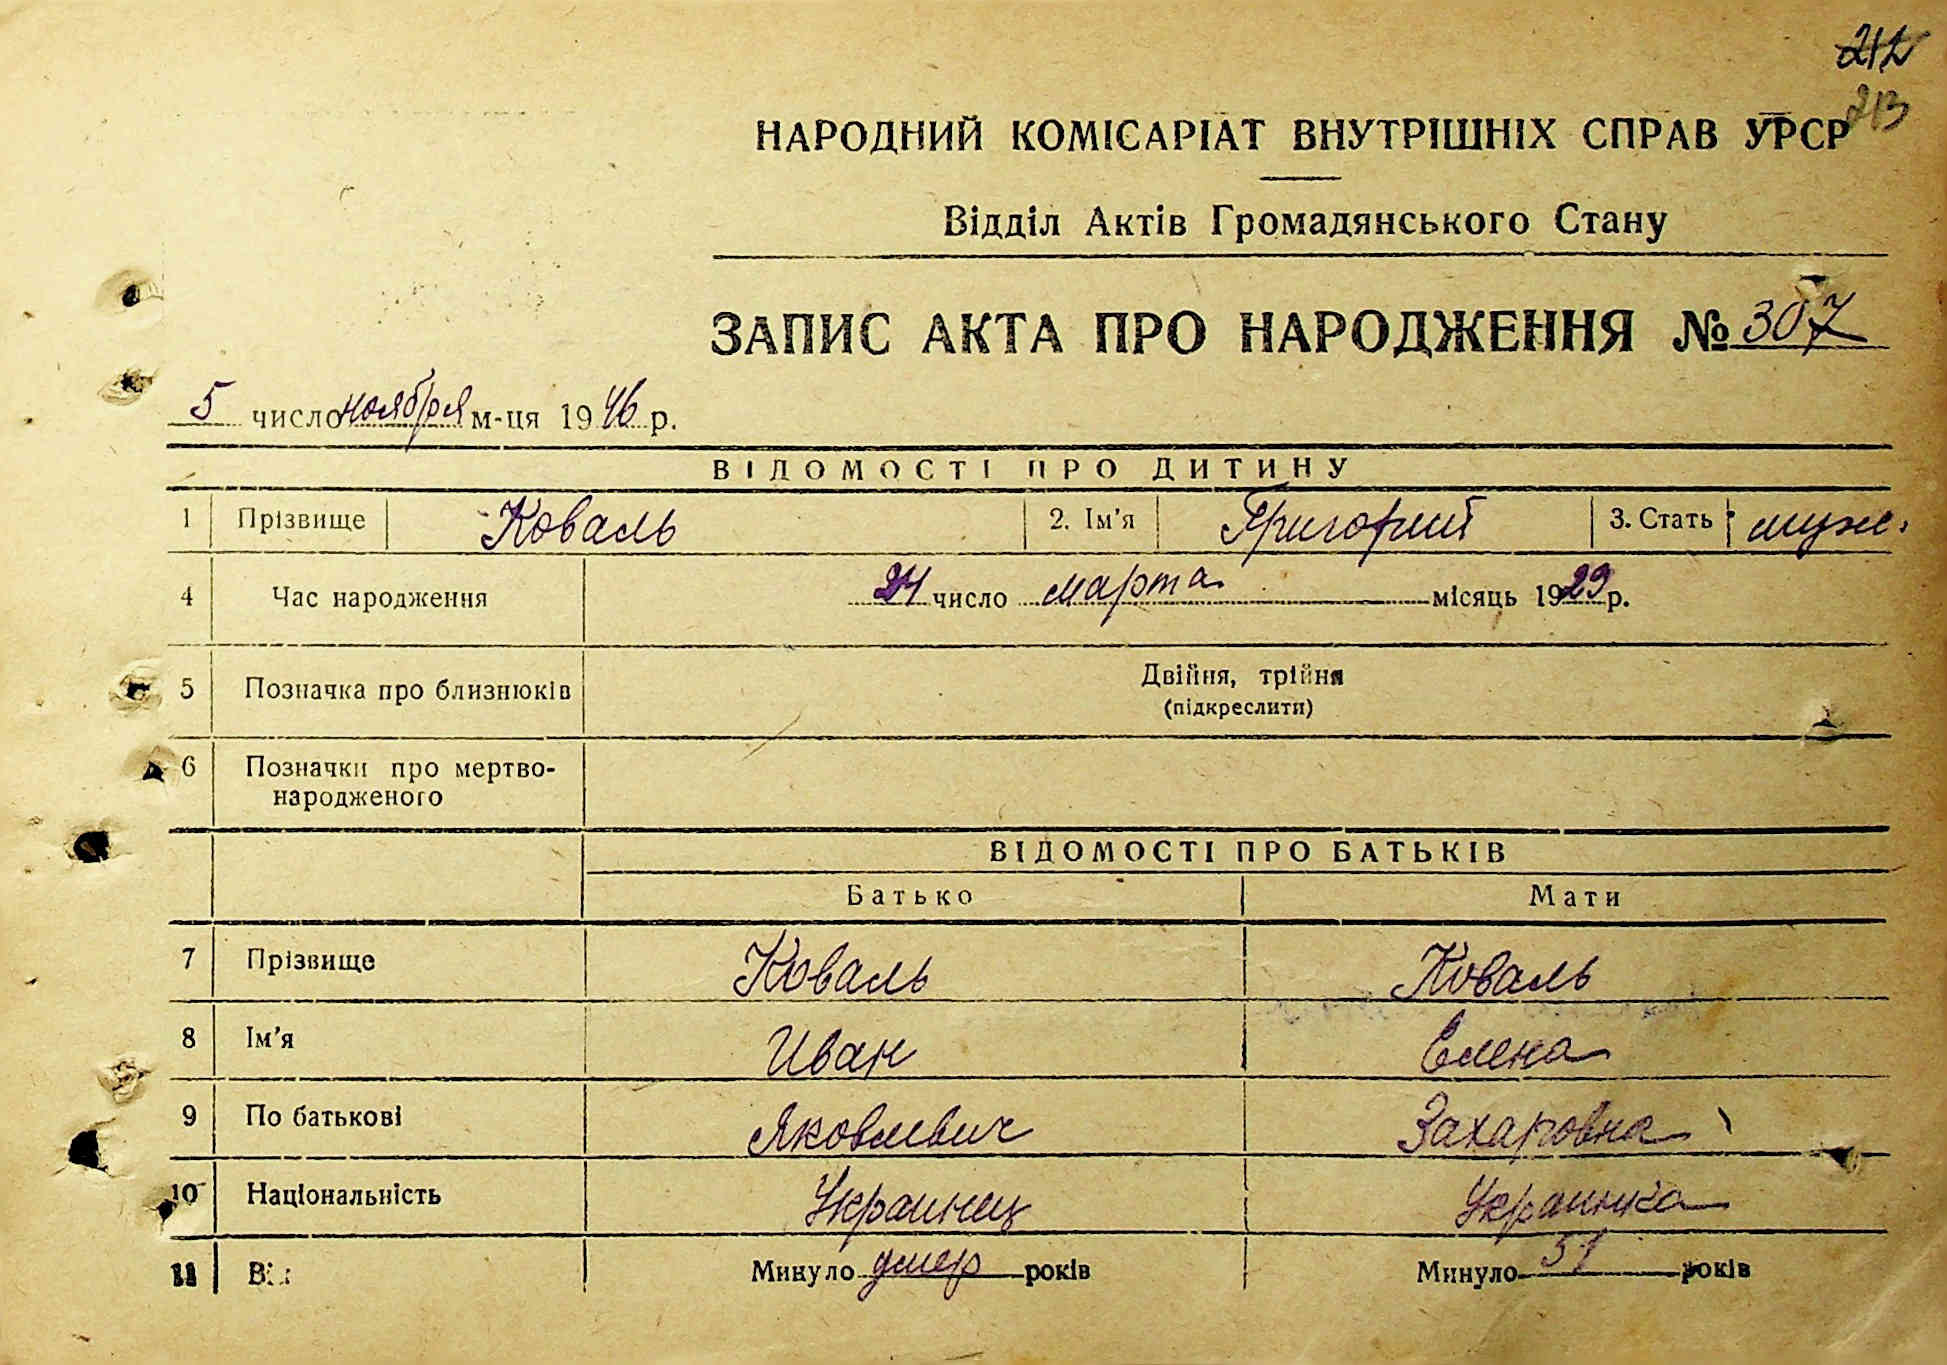 212
213
НАРОДНИЙ КОМІСАРІАТ ВНУТРІШНІХ СПРАВ УРСР
Відділ Актів Громадянського Стану
ЗАПИС АКТА ПРО НАРОДЖЕННЯ № 307
5 число ноября м-ця 1946 р.
ВІДОМОСТІ ПРО ДИТИНУ
1 Прізвище Коваль 2. Ім'я Григорий 3. Стать муж.
4 Час народження 24 число марта місяць 1929 р.
5 Позначка про близнюків Двійня, трійня
(підкреслити)
6 Позначки про мертво-
народженого
ВІДОМОСТІ ПРО БАТЬКІВ
Батько Мати
7 Прізвище Коваль Коваль
8 Ім'я Иван Елена
9 По батькові Яковлевич Захаровна
10 Національність Украинец Украинка
11 Вік Минуло умер років Минуло 51 років